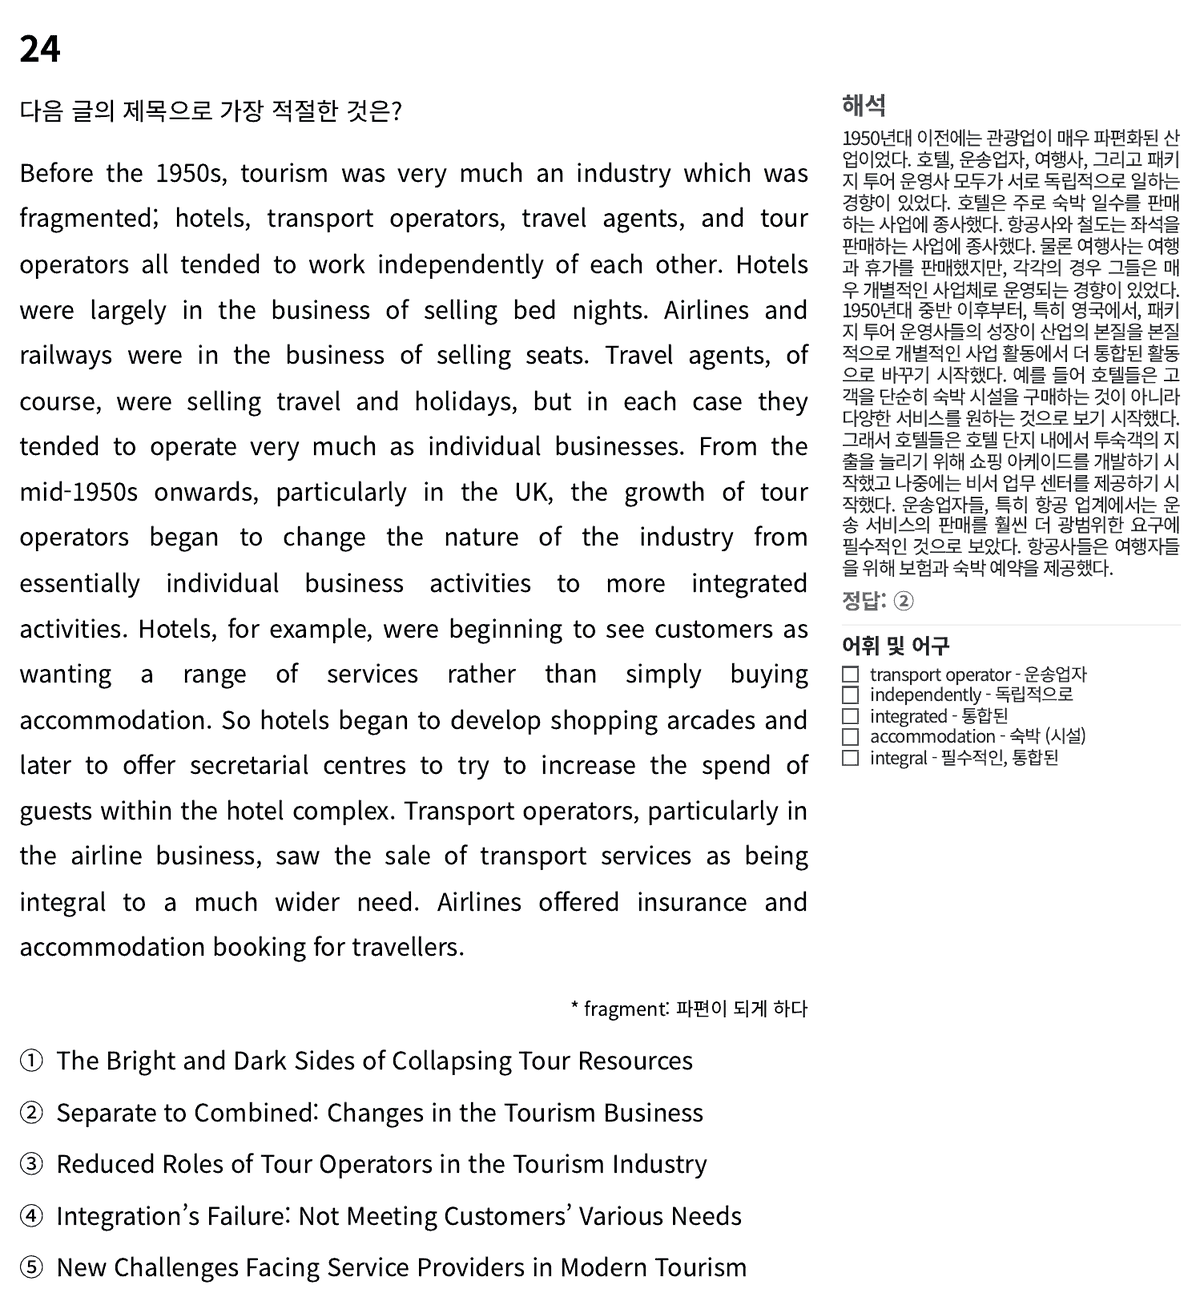 24
다음 글의 제목으로 가장 적절한 것은?
Before the 1950s, tourism was very much an industry which was
fragmented; hotels, transport operators, travel agents, and tour
operators all tended to work independently of each other. Hotels
were largely in the business of selling bed nights. Airlines and
railways were in the business of selling seats. Travel agents, of
course, were selling travel and holidays, but in each case they
tended to operate very much as individual businesses. From the
mid-1950s onwards, particularly in the UK, the growth of tour
operators began to change the nature of the industry from
essentially individual business activities to more integrated
activities. Hotels, for example, were beginning to see customers as
wanting a range of services rather than simply buying
accommodation. So hotels began to develop shopping arcades and
later to offer secretarial centres to try to increase the spend of
guests within the hotel complex. Transport operators, particularly in
the airline business, saw the sale of transport services as being
integral to a much wider need. Airlines offered insurance and
accommodation booking for travellers.
* fragment: 파편이 되게 하다
① The Bright and Dark Sides of Collapsing Tour Resources
② Separate to Combined: Changes in the Tourism Business
③ Reduced Roles of Tour Operators in the Tourism Industry
④ Integration’s Failure: Not Meeting Customers’ Various Needs
⑤ New Challenges Facing Service Providers in Modern Tourism
해석
1950년대 이전에는 관광업이 매우 파편화된 산
업이었다. 호텔, 운송업자, 여행사, 그리고 패키
지 투어 운영사 모두가 서로 독립적으로 일하는
경향이 있었다. 호텔은 주로 숙박 일수를 판매
하는 사업에 종사했다. 항공사와 철도는 좌석을
판매하는 사업에 종사했다. 물론 여행사는 여행
과 휴가를 판매했지만, 각각의 경우 그들은 매
우 개별적인 사업체로 운영되는 경향이 있었다.
1950년대 중반 이후부터, 특히 영국에서, 패키
지 투어 운영사들의 성장이 산업의 본질을 본질
적으로 개별적인 사업 활동에서 더 통합된 활동
으로 바꾸기 시작했다. 예를 들어 호텔들은 고
객을 단순히 숙박 시설을 구매하는 것이 아니라
다양한 서비스를 원하는 것으로 보기 시작했다.
그래서 호텔들은 호텔 단지 내에서 투숙객의 지
출을 늘리기 위해 쇼핑 아케이드를 개발하기 시
작했고 나중에는 비서 업무 센터를 제공하기 시
작했다. 운송업자들, 특히 항공 업계에서는 운
송 서비스의 판매를 훨씬 더 광범위한 요구에
필수적인 것으로 보았다. 항공사들은 여행자들
을 위해 보험과 숙박 예약을 제공했다.
정답: ②
어휘 및 어구
transport operator - 운송업자
independently - 독립적으로
integrated - 통합된
accommodation - 숙박 (시설)
integral - 필수적인, 통합된